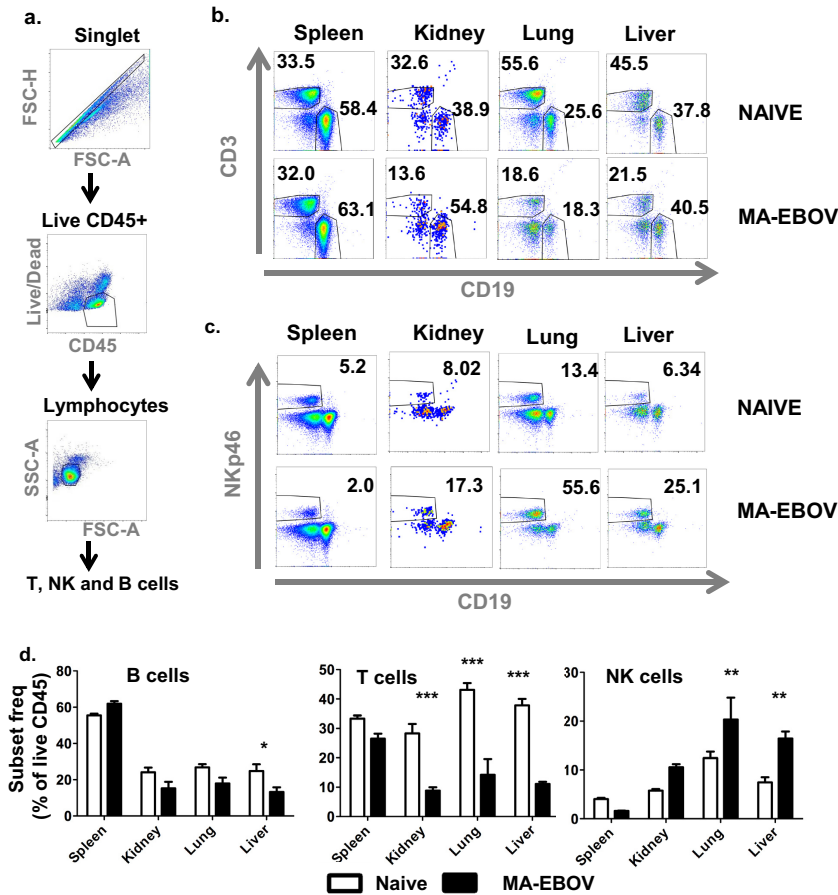 a.
Singlet
FSC-H
FSC-A
Live CD45+
Live/Dead
CD45
Lymphocytes
SSC-A
FSC-A
T, NK and B cells
b.
Spleen Kidney Lung Liver
33.5 32.6 55.6 45.5
58.4 38.9 25.6 37.8
NAIVE
CD3
32.0 13.6 18.6 21.5
63.1 54.8 18.3 40.5
MA-EBOV
CD19
c.
Spleen Kidney Lung Liver
5.2 8.02 13.4 6.34
NAIVE
NKp46
2.0 17.3 55.6 25.1
MA-EBOV
CD19
d.
B cells
Subset freq
(% of live CD45)
80
60
40
20
0
*
Spleen Kidney Lung Liver
T cells
50
40
30
20
10
0
*** *** ***
Spleen Kidney Lung Liver
NK cells
30
20
10
0
** **
Spleen Kidney Lung Liver
Naive MA-EBOV